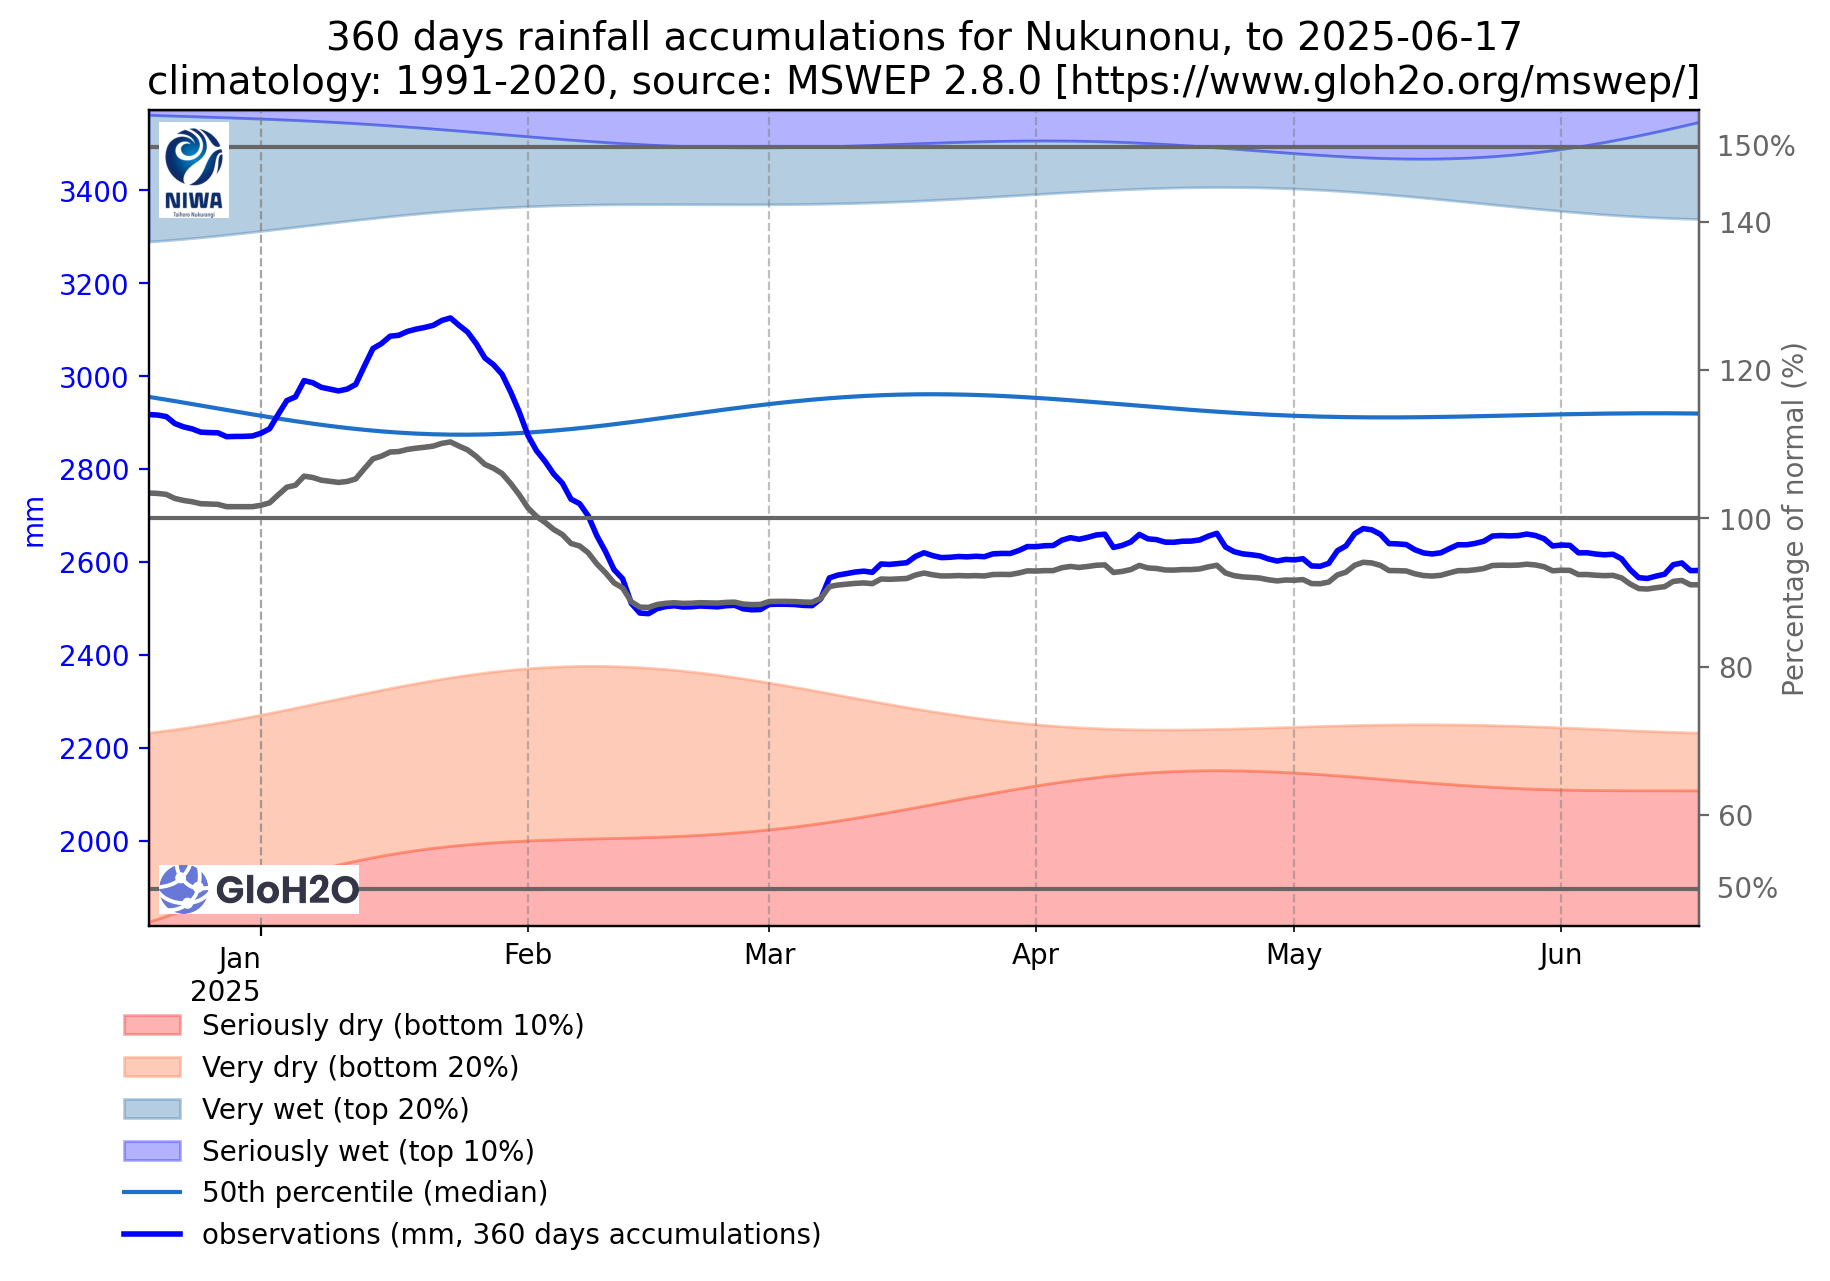 360 days rainfall accumulations for Nukunonu, to 2025-06-17
climatology: 1991-2020, source: MSWEP 2.8.0 [https://www.gloh2o.org/mswep/]
NIWA
Taihoro Nukurangi
mm
3400
3200
3000
2800
2600
2400
2200
2000
150%
140
120
100
80
60
50%
Percentage of normal (%)
GloH2O
Jan
2025
Feb
Mar
Apr
May
Jun
Seriously dry (bottom 10%)
Very dry (bottom 20%)
Very wet (top 20%)
Seriously wet (top 10%)
50th percentile (median)
observations (mm, 360 days accumulations)